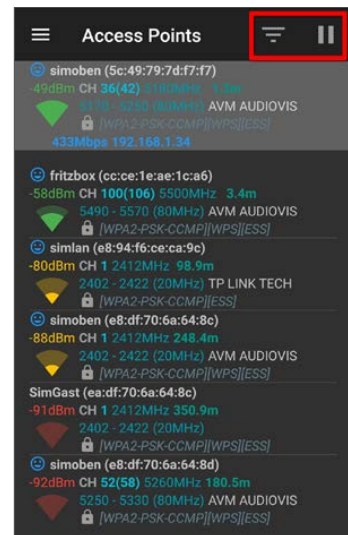 Access Points
simoben (5c:49:79:7d:f7:f7)
-49dBm CH 36(42) 5180MHz 1.3m
5170 - 5250 (80MHz) AVM AUDIOVIS
[WPA2-PSK-CCMP][WPS][ESS]
433Mbps 192.168.1.34
fritzbox (cc:ce:1e:ae:1c:a6)
-58dBm CH 100(106) 5500MHz 3.4m
5490 - 5570 (80MHz) AVM AUDIOVIS
[WPA2-PSK-CCMP][WPS][ESS]
simlan (e8:94:f6:ce:ca:9c)
-80dBm CH 1 2412MHz 98.9m
2402 - 2422 (20MHz) TP LINK TECH
[WPA2-PSK-CCMP][ESS]
simoben (e8:df:70:6a:64:8c)
-88dBm CH 1 2412MHz 248.4m
2402 - 2422 (20MHz) AVM AUDIOVIS
[WPA2-PSK-CCMP][WPS][ESS]
SimGast (ea:df:70:6a:64:8c)
-91dBm CH 1 2412MHz 350.9m
2402 - 2422 (20MHz)
[WPA2-PSK-CCMP][WPS][ESS]
simoben (e8:df:70:6a:64:8d)
-92dBm CH 52(58) 5260MHz 180.5m
5250 - 5330 (80MHz) AVM AUDIOVIS
[WPA2-PSK-CCMP][WPS][ESS]